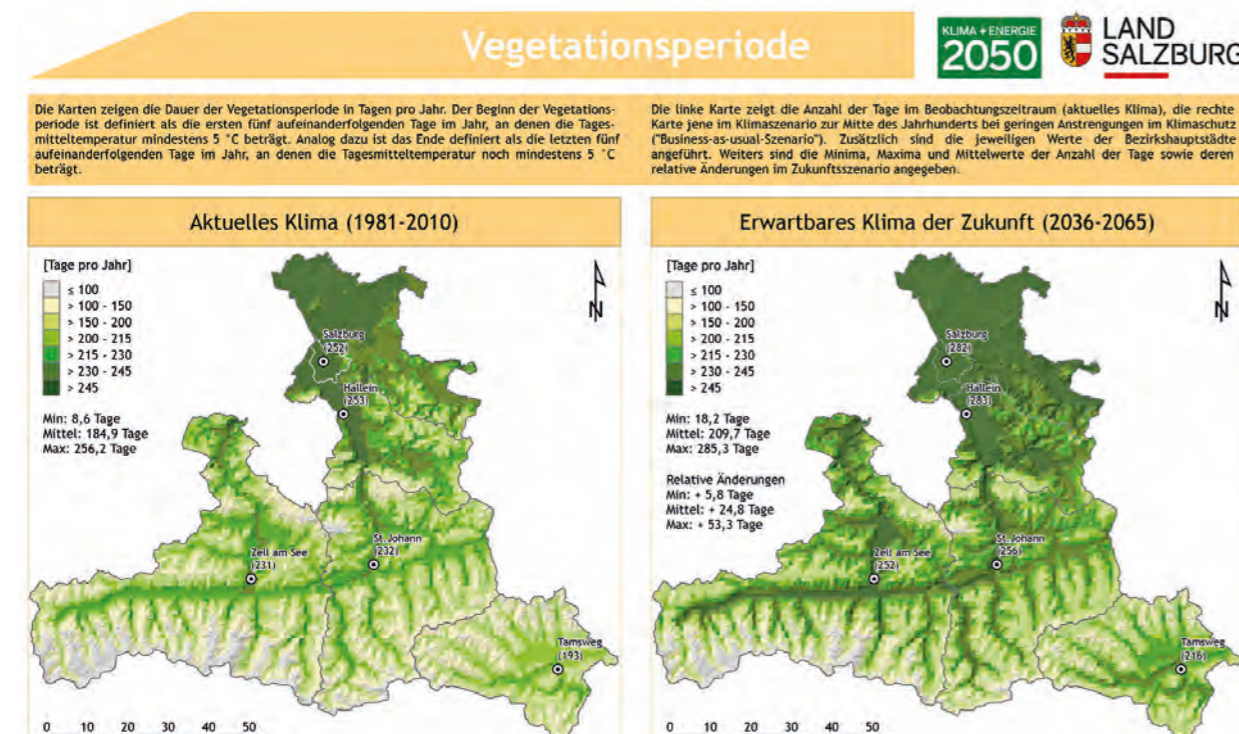 Vegetationsperiode
KLIMA + ENERGIE
2050
LAND
SALZBURG
Die Karten zeigen die Dauer der Vegetationsperiode in Tagen pro Jahr. Der Beginn der Vegetations-
periode ist definiert als die ersten fünf aufeinanderfolgenden Tage im Jahr, an denen die Tages-
mitteltemperatur mindestens 5 °C beträgt. Analog dazu ist das Ende definiert als die letzten fünf
aufeinanderfolgenden Tage im Jahr, an denen die Tagesmitteltemperatur noch mindestens 5 °C
beträgt.
Die linke Karte zeigt die Anzahl der Tage im Beobachtungszeitraum (aktuelles Klima), die rechte
Karte jene im Klimaszenario zur Mitte des Jahrhunderts bei geringen Anstrengungen im Klimaschutz
("Business-as-usual-Szenario"). Zusätzlich sind die jeweiligen Werte der Bezirkshauptstädte
angeführt. Weiters sind die Minima, Maxima und Mittelwerte der Anzahl der Tage sowie deren
relative Änderungen im Zukunftsszenario angegeben.
Aktuelles Klima (1981-2010)
[Tage pro Jahr]
≤ 100
> 100 - 150
> 150 - 200
> 200 - 215
> 215 - 230
> 230 - 245
> 245
Min: 8,6 Tage
Mittel: 184,9 Tage
Max: 256,2 Tage
N
Salzburg
(252)
Hallein
(253)
St. Johann
(232)
Zell am See
(231)
Tamsweg
(193)
0 10 20 30 40 50
Erwartbares Klima der Zukunft (2036-2065)
[Tage pro Jahr]
≤ 100
> 100 - 150
> 150 - 200
> 200 - 215
> 215 - 230
> 230 - 245
> 245
Min: 18,2 Tage
Mittel: 209,7 Tage
Max: 285,3 Tage
Relative Änderungen
Min: + 5,8 Tage
Mittel: + 24,8 Tage
Max: + 53,3 Tage
N
Salzburg
(282)
Hallein
(283)
St. Johann
(256)
Zell am See
(252)
Tamsweg
(216)
0 10 20 30 40 50